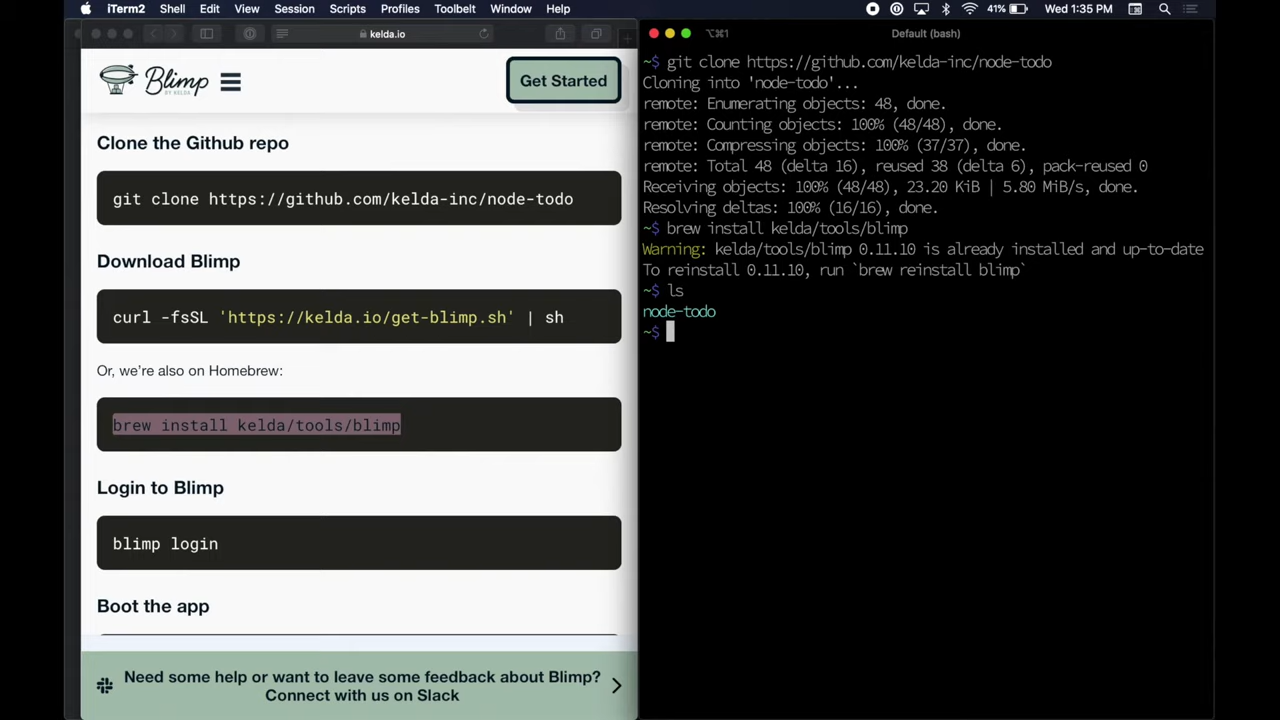 iTerm2 Shell Edit View Session Scripts Profiles Toolbelt Window Help 41% Wed 1:35 PM
kelda.io
Blimp
BY KELDA
Get Started
Clone the Github repo
git clone https://github.com/kelda-inc/node-todo
Download Blimp
curl -fsSL 'https://kelda.io/get-blimp.sh' | sh
Or, we're also on Homebrew:
brew install kelda/tools/blimp
Login to Blimp
blimp login
Boot the app
Need some help or want to leave some feedback about Blimp?
Connect with us on Slack
⌥⌘1 Default (bash)
~$ git clone https://github.com/kelda-inc/node-todo
Cloning into 'node-todo'...
remote: Enumerating objects: 48, done.
remote: Counting objects: 100% (48/48), done.
remote: Compressing objects: 100% (37/37), done.
remote: Total 48 (delta 16), reused 38 (delta 6), pack-reused 0
Receiving objects: 100% (48/48), 23.20 KiB | 5.80 MiB/s, done.
Resolving deltas: 100% (16/16), done.
~$ brew install kelda/tools/blimp
Warning: kelda/tools/blimp 0.11.10 is already installed and up-to-date
To reinstall 0.11.10, run `brew reinstall blimp`
~$ ls
node-todo
~$